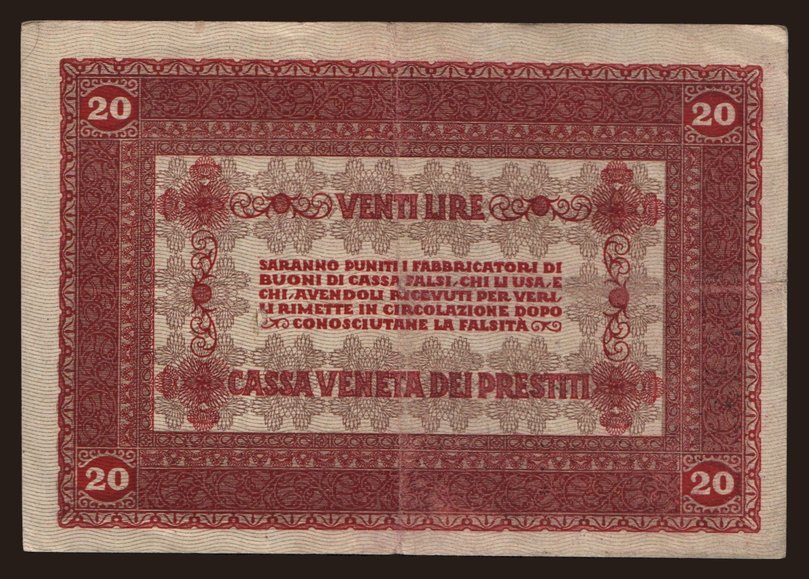 20 20
VENTI LIRE
SARANNO PUNITI I FABBRICATORI DI
BUONI DI CASSA FALSI, CHI LI USA, E
CHI, AVENDOLI RICEVUTI PER VERI,
LI RIMETTE IN CIRCOLAZIONE DOPO
CONOSCIUTANE LA FALSITÀ
CASSA VENETA DEI PRESTITI
20 20